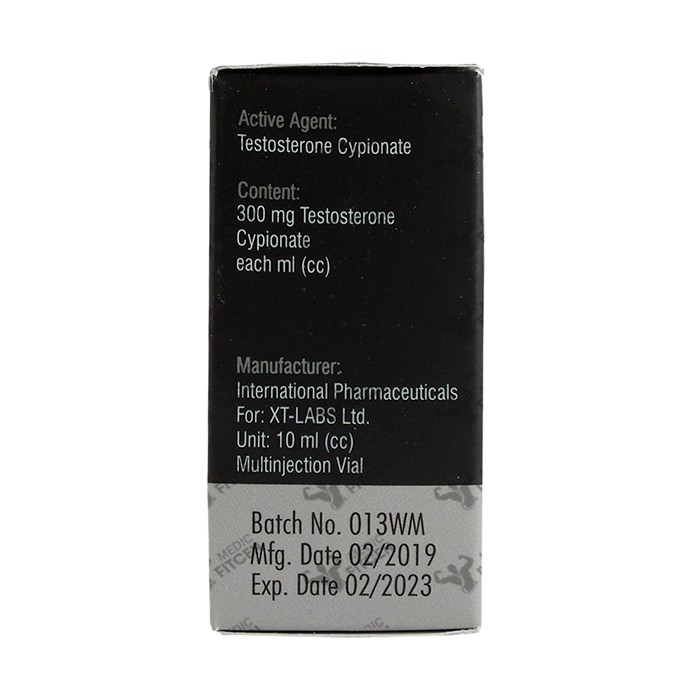 Active Agent:
Testosterone Cypionate
Content:
300 mg Testosterone
Cypionate
each ml (cc)
Manufacturer:
International Pharmaceuticals
For: XT-LABS Ltd.
Unit: 10 ml (cc)
Multinjection Vial
Batch No. 013WM
Mfg. Date 02/2019
Exp. Date 02/2023